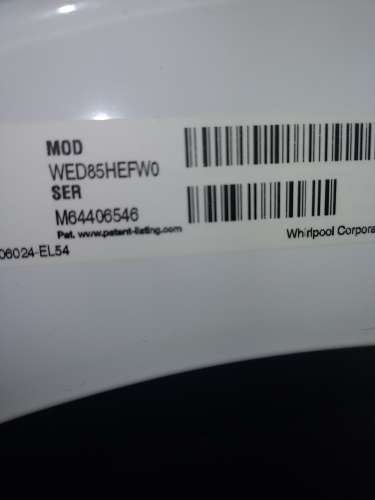 MOD
WED85HEFW0
SER
M64406546
Pat. www.patent-listing.com
06024-EL54
Whirlpool Corpora